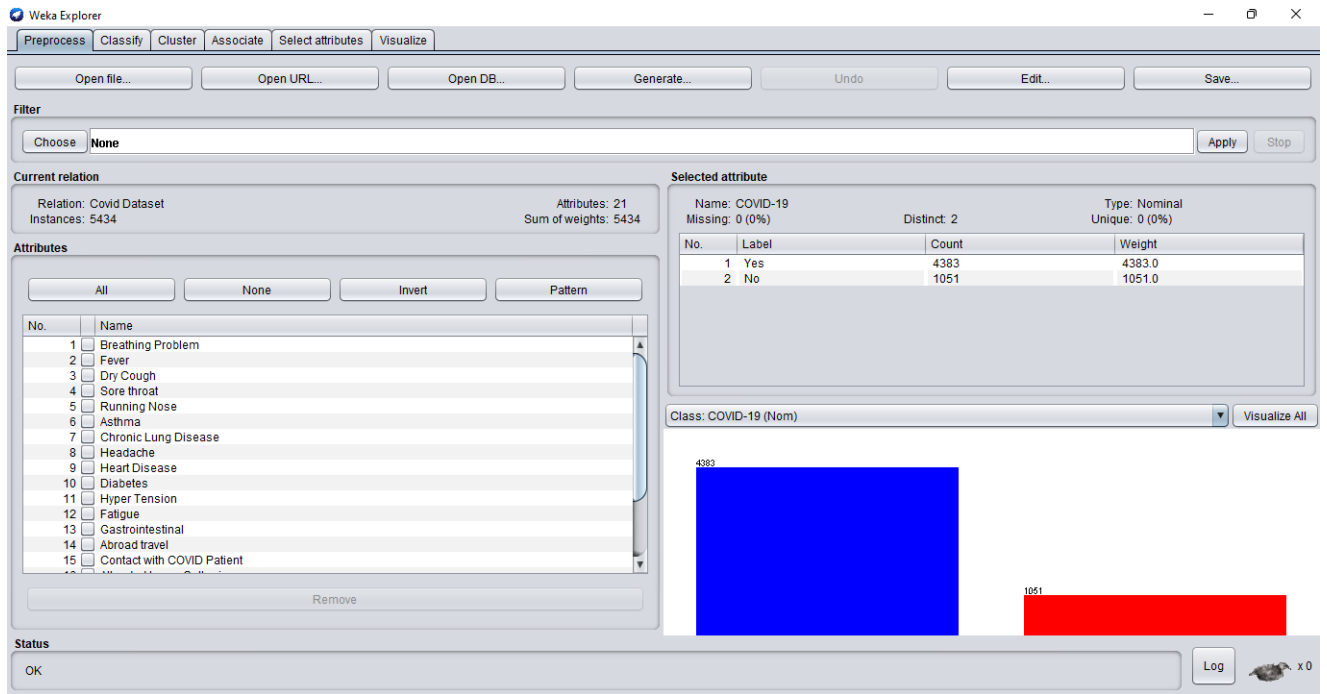 Weka Explorer
Preprocess Classify Cluster Associate Select attributes Visualize
Open file... Open URL... Open DB... Generate... Undo Edit... Save...
Filter
Choose None Apply Stop
Current relation
Relation: Covid Dataset Attributes: 21
Instances: 5434 Sum of weights: 5434
Attributes
All None Invert Pattern
No. Name
1 Breathing Problem
2 Fever
3 Dry Cough
4 Sore throat
5 Running Nose
6 Asthma
7 Chronic Lung Disease
8 Headache
9 Heart Disease
10 Diabetes
11 Hyper Tension
12 Fatigue
13 Gastrointestinal
14 Abroad travel
15 Contact with COVID Patient
Remove
Selected attribute
Name: COVID-19 Type: Nominal
Missing: 0 (0%) Distinct: 2 Unique: 0 (0%)
No. Label Count Weight
1 Yes 4383 4383.0
2 No 1051 1051.0
Class: COVID-19 (Nom) Visualize All
4383
1051
Status
OK Log x 0